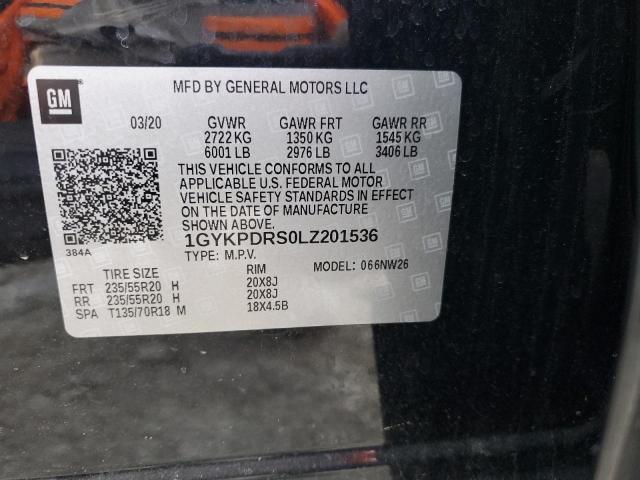 GM
MFD BY GENERAL MOTORS LLC
03/20 GVWR GAWR FRT GAWR RR
2722 KG 1350 KG 1545 KG
6001 LB 2976 LB 3406 LB
THIS VEHICLE CONFORMS TO ALL
APPLICABLE U.S. FEDERAL MOTOR
VEHICLE SAFETY STANDARDS IN EFFECT
ON THE DATE OF MANUFACTURE
SHOWN ABOVE.
384A
1GYKPDRS0LZ201536
TYPE: M.P.V. MODEL: 066NW26
TIRE SIZE RIM
FRT 235/55R20 H 20X8J
RR 235/55R20 H 20X8J
SPA T135/70R18 M 18X4.5B